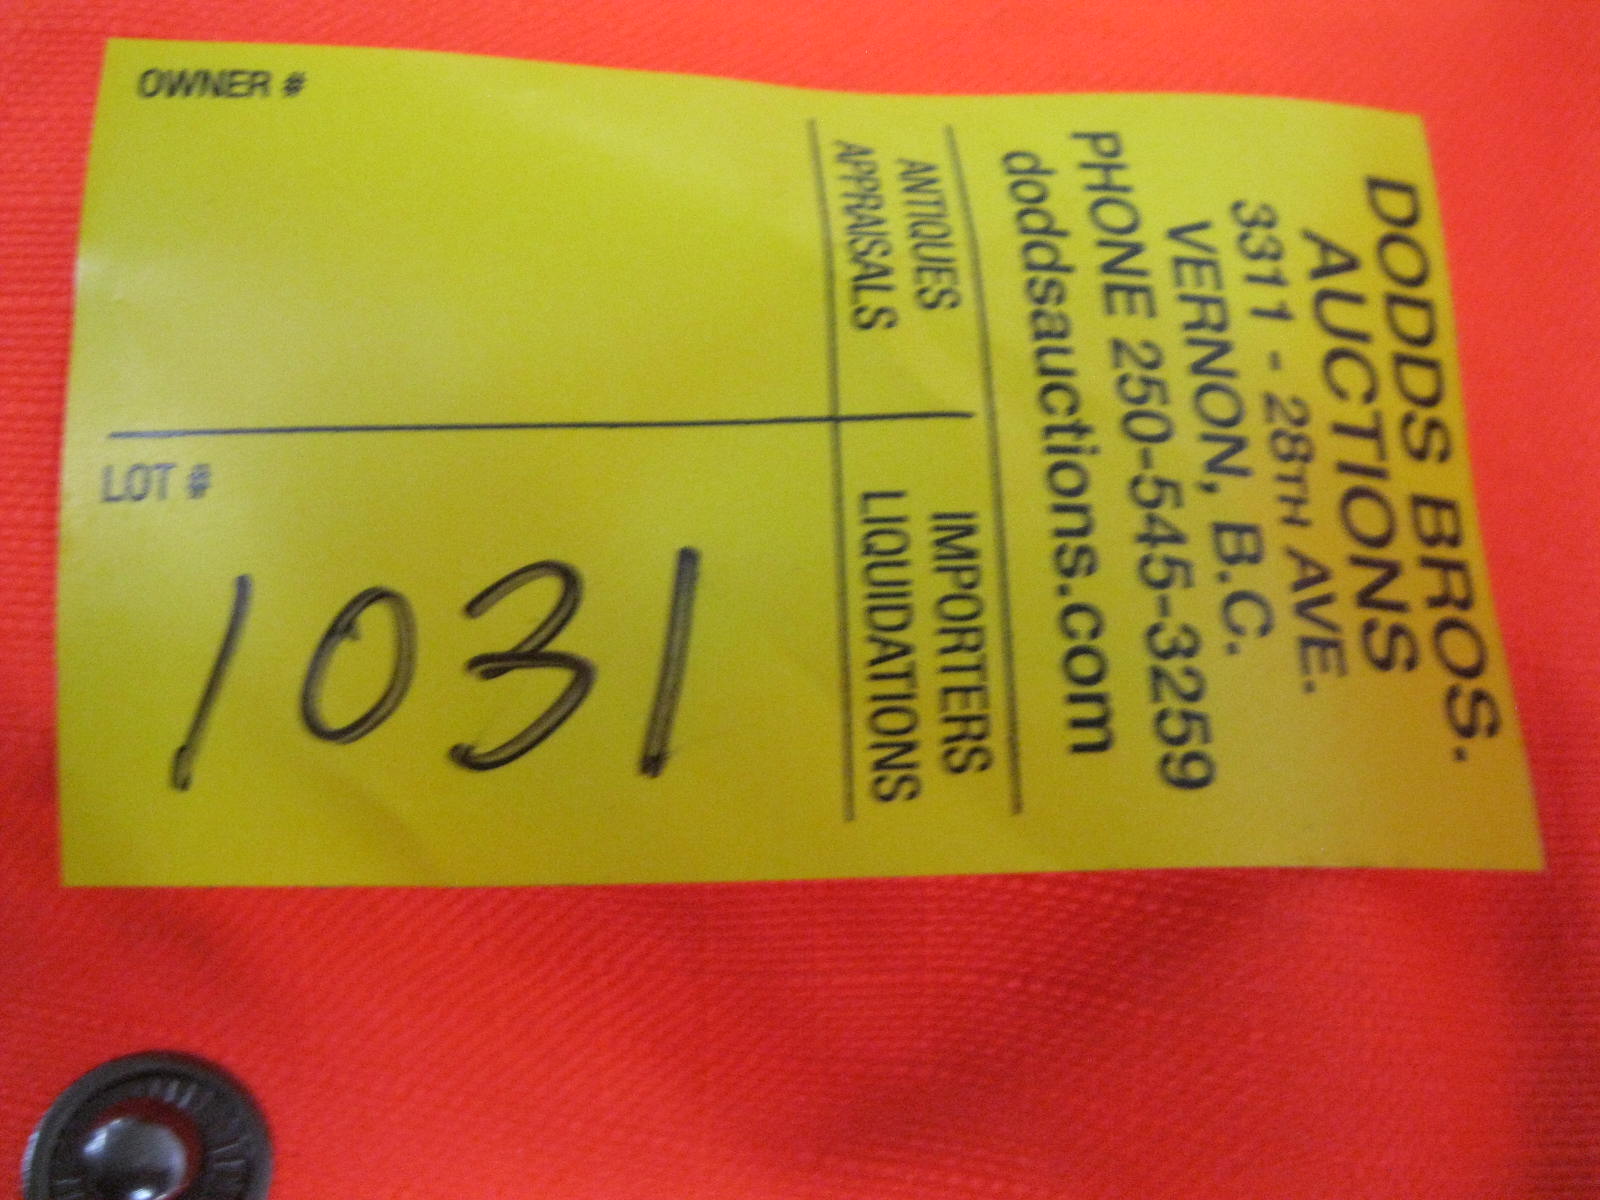 DODDS BROS.
AUCTIONS
3311 - 28TH AVE.
VERNON, B.C.
PHONE 250-545-3259
doddsauctions.com
ANTIQUES
APPRAISALS
IMPORTERS
LIQUIDATIONS
OWNER #
LOT #
1031